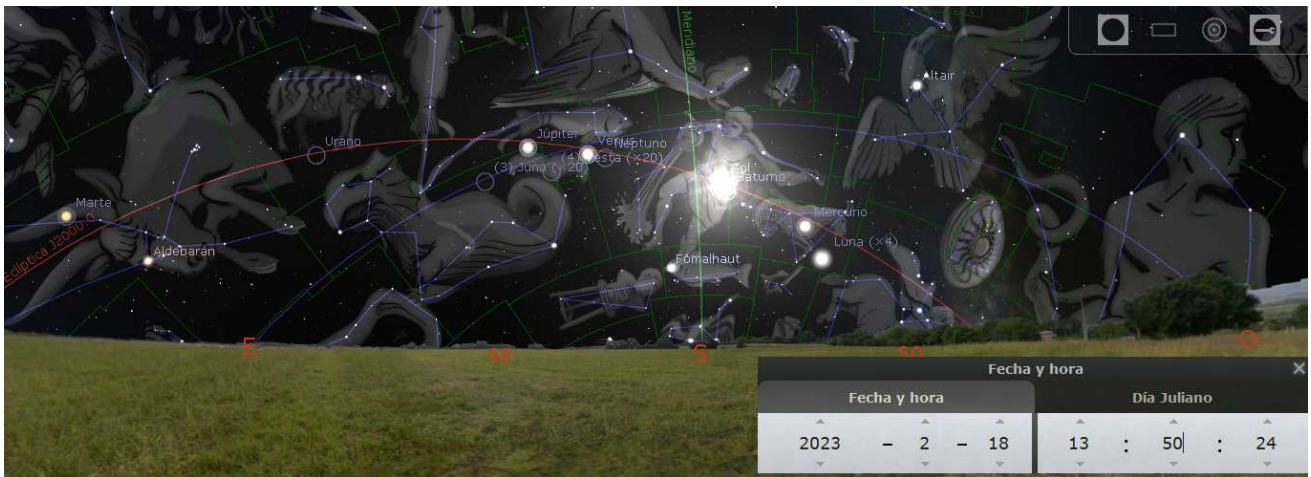 Meridiano
Altair
Urano
Júpiter
Venus
Neptuno
(4) Vesta (×20)
(3) Juno (×20)
Sol
Saturno
Marte
Mercurio
Luna (×4)
Aldebarán
Fomalhaut
Eclíptica J2000.0
E
SE
S
SO
O
Fecha y hora ×
Fecha y hora Día Juliano
2023 - 2 - 18 13 : 50 : 24